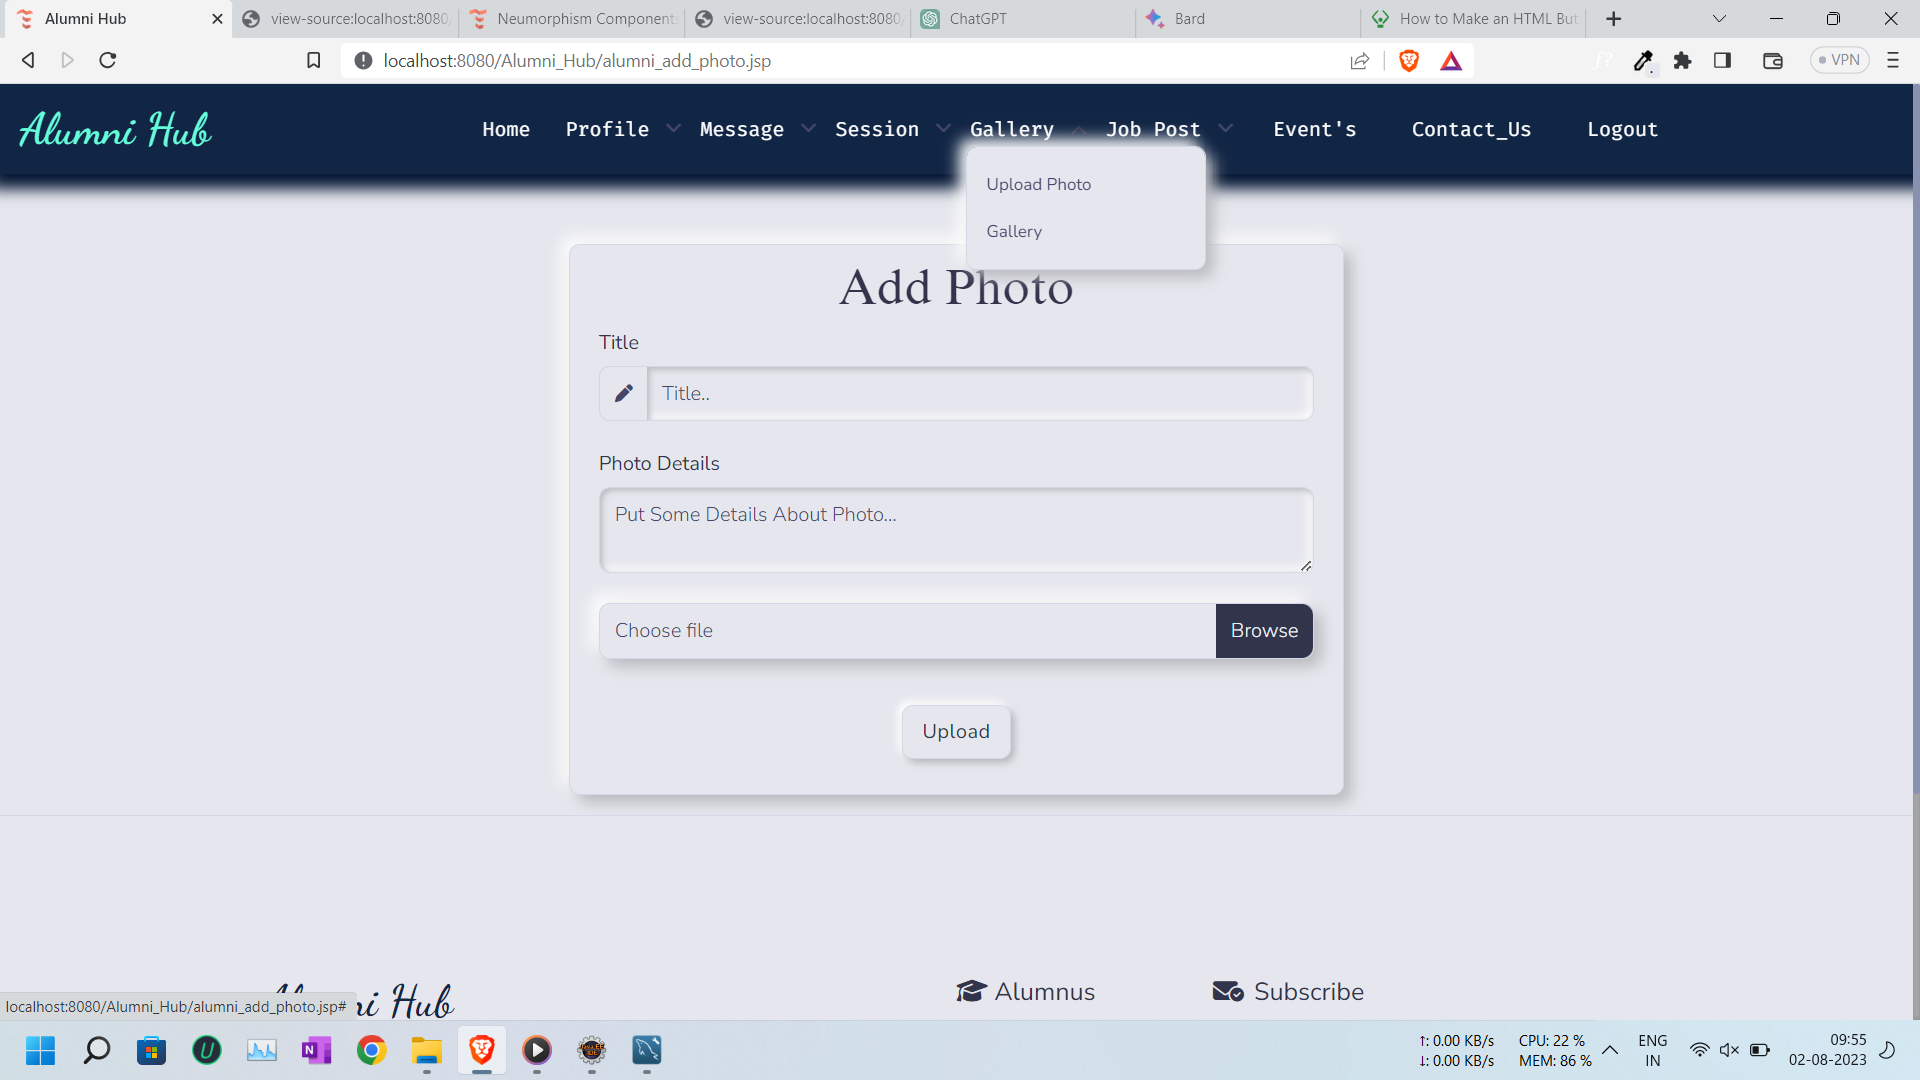 Alumni Hub
view-source:localhost:8080/
Neumorphism Component
view-source:localhost:8080/
ChatGPT
Bard
How to Make an HTML But
localhost:8080/Alumni_Hub/alumni_add_photo.jsp
VPN
Alumni Hub
Home
Profile
Message
Session
Gallery
Job Post
Event's
Contact_Us
Logout
Upload Photo
Gallery
Add Photo
Title
Title..
Photo Details
Put Some Details About Photo...
Choose file
Browse
Upload
Hub
Alumnus
Subscribe
localhost:8080/Alumni_Hub/alumni_add_photo.jsp#
↑: 0.00 KB/s
↓: 0.00 KB/s
CPU: 22 %
MEM: 86 %
ENG
IN
09:55
02-08-2023